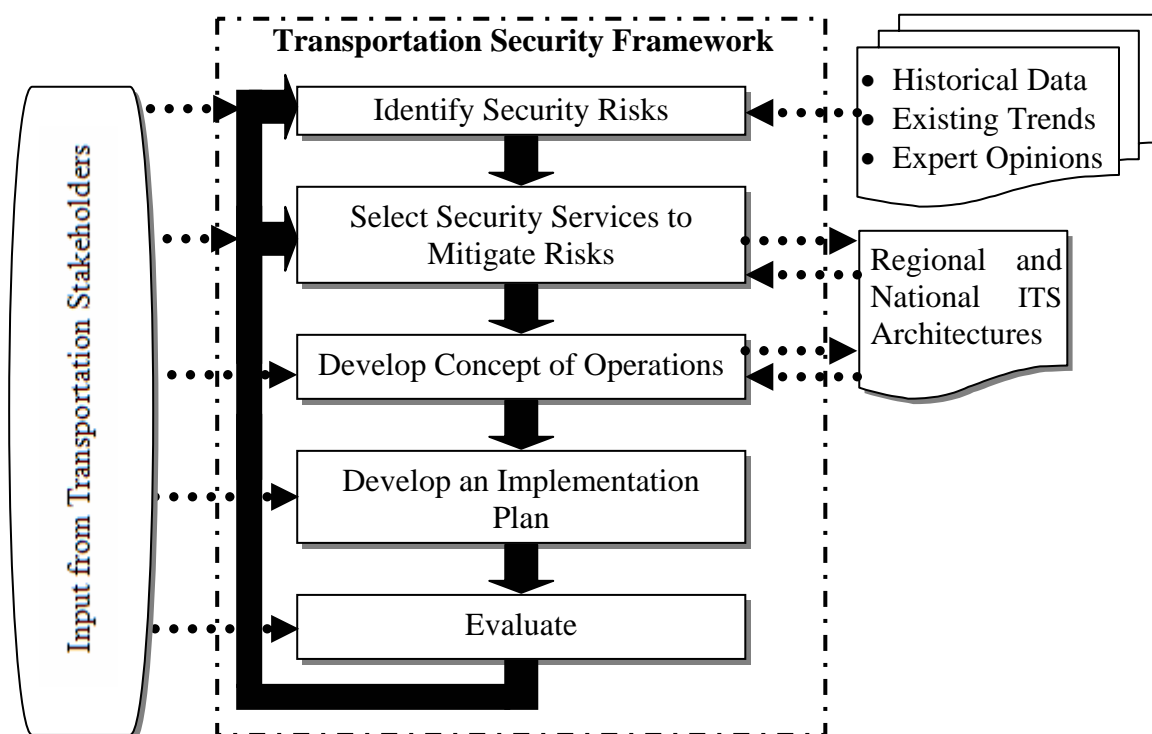 Transportation Security Framework
Input from Transportation Stakeholders
Identify Security Risks
Select Security Services to
Mitigate Risks
Develop Concept of Operations
Develop an Implementation
Plan
Evaluate
• Historical Data
• Existing Trends
• Expert Opinions
Regional and
National ITS
Architectures